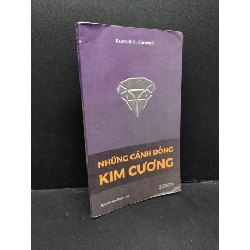 Russell H. Conwell
NHỮNG CÁNH ĐỒNG
KIM CƯƠNG